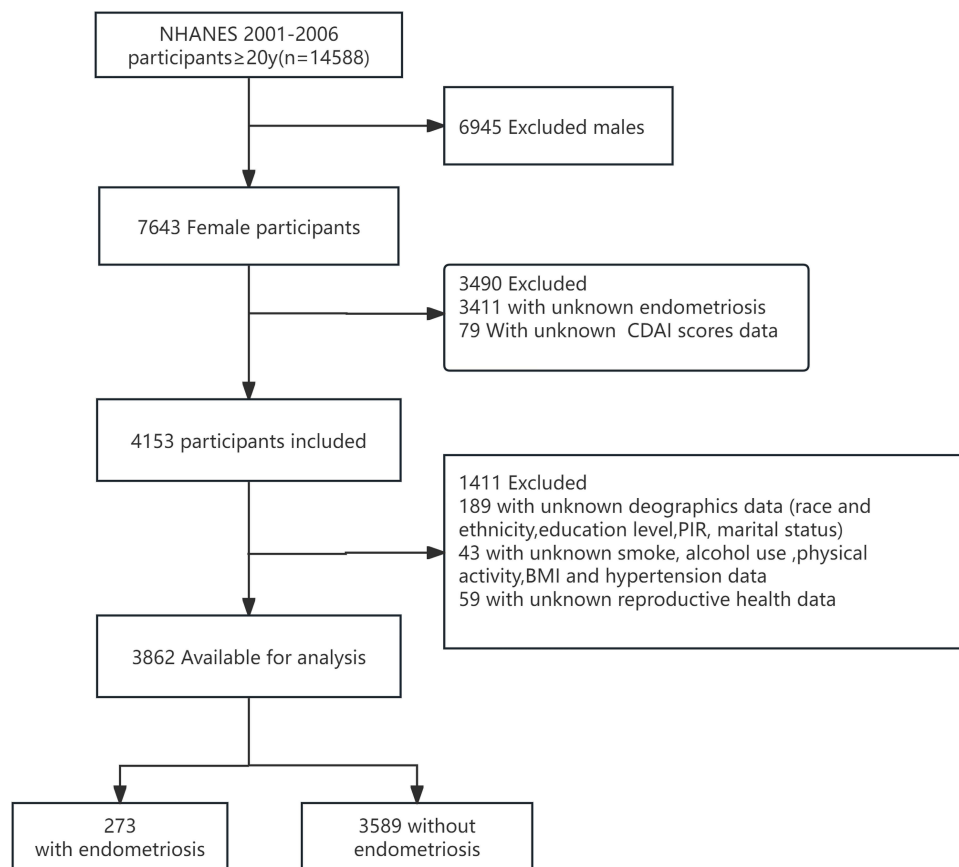 NHANES 2001-2006
participants≥20y(n=14588)
6945 Excluded males
7643 Female participants
3490 Excluded
3411 with unknown endometriosis
79 With unknown  CDAI scores data
4153 participants included
1411 Excluded
189 with unknown deographics data (race and
ethnicity,education level,PIR, marital status)
43 with unknown smoke, alcohol use ,physical
activity,BMI and hypertension data
59 with unknown reproductive health data
3862 Available for analysis
273
with endometriosis
3589 without
endometriosis